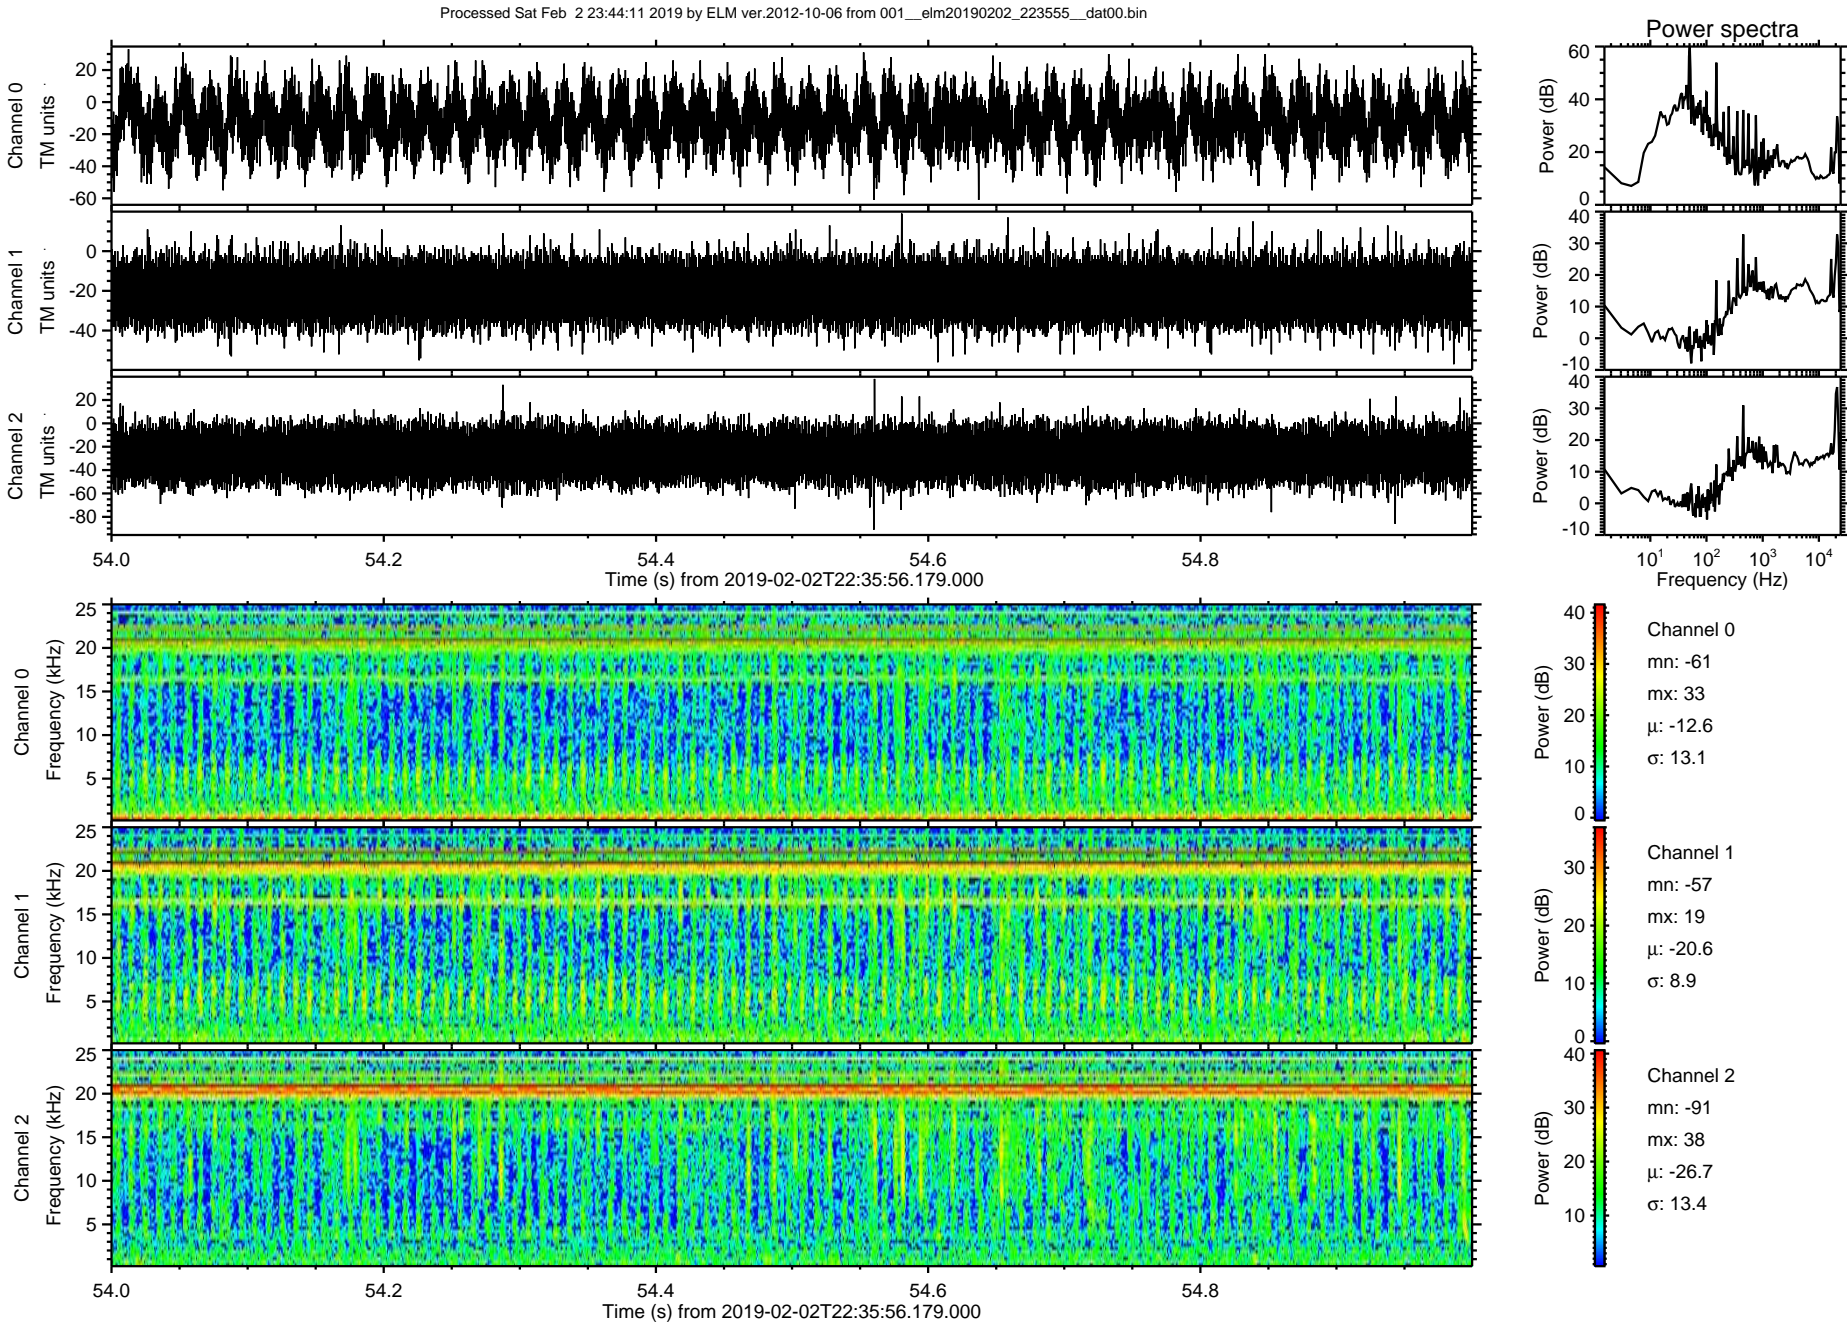 Processed Sat Feb  2 23:44:11 2019 by ELM ver.2012-10-06 from 001__elm20190202_223555__dat00.bin
Power spectra
Channel 0
TM units
20
0
-20
-40
-60
Power (dB)
60
40
20
0
Channel 1
TM units
0
-20
-40
Power (dB)
40
30
20
10
0
-10
Channel 2
TM units
20
0
-20
-40
-60
-80
Power (dB)
40
30
20
10
0
-10
54.0 54.2 54.4 54.6 54.8
Time (s) from 2019-02-02T22:35:56.179.000
10^1 10^2 10^3 10^4
Frequency (Hz)
Channel 0
Frequency (kHz)
25
20
15
10
5
Power (dB)
40
30
20
10
0
Channel 0
mn: -61
mx: 33
μ: -12.6
σ: 13.1
Channel 1
Frequency (kHz)
25
20
15
10
5
Power (dB)
30
20
10
0
Channel 1
mn: -57
mx: 19
μ: -20.6
σ: 8.9
Channel 2
Frequency (kHz)
25
20
15
10
5
Power (dB)
40
30
20
10
Channel 2
mn: -91
mx: 38
μ: -26.7
σ: 13.4
54.0 54.2 54.4 54.6 54.8
Time (s) from 2019-02-02T22:35:56.179.000